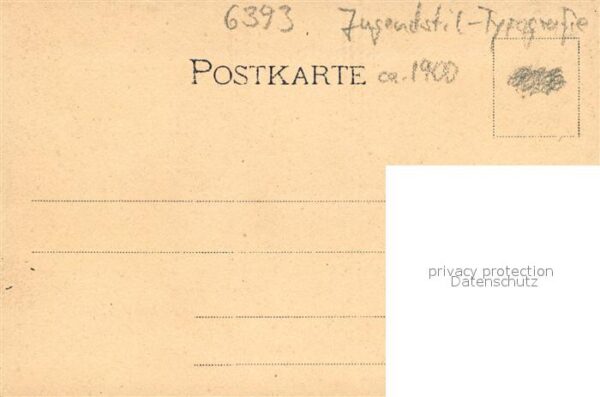 6393 Jugendstil-Typografie
POSTKARTE ca. 1900
privacy protection
Datenschutz